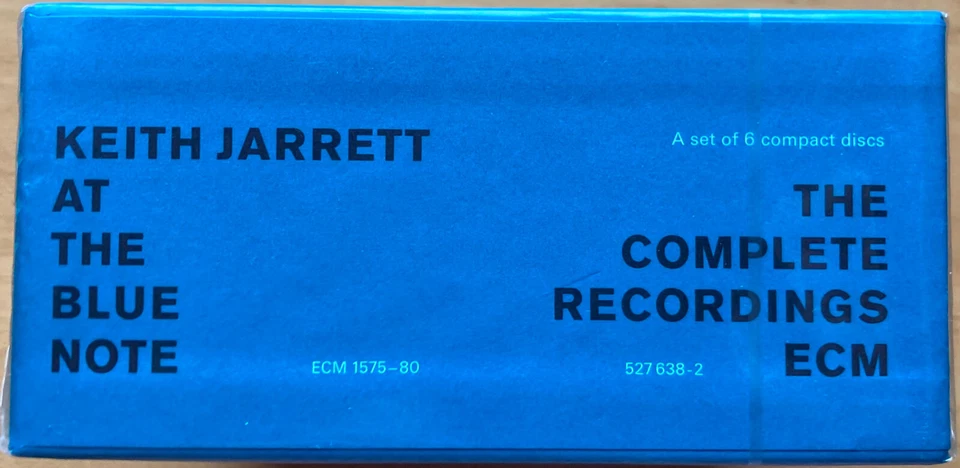 KEITH JARRETT
AT
THE
BLUE
NOTE
ECM 1575–80
A set of 6 compact discs
THE
COMPLETE
RECORDINGS
ECM
527 638-2